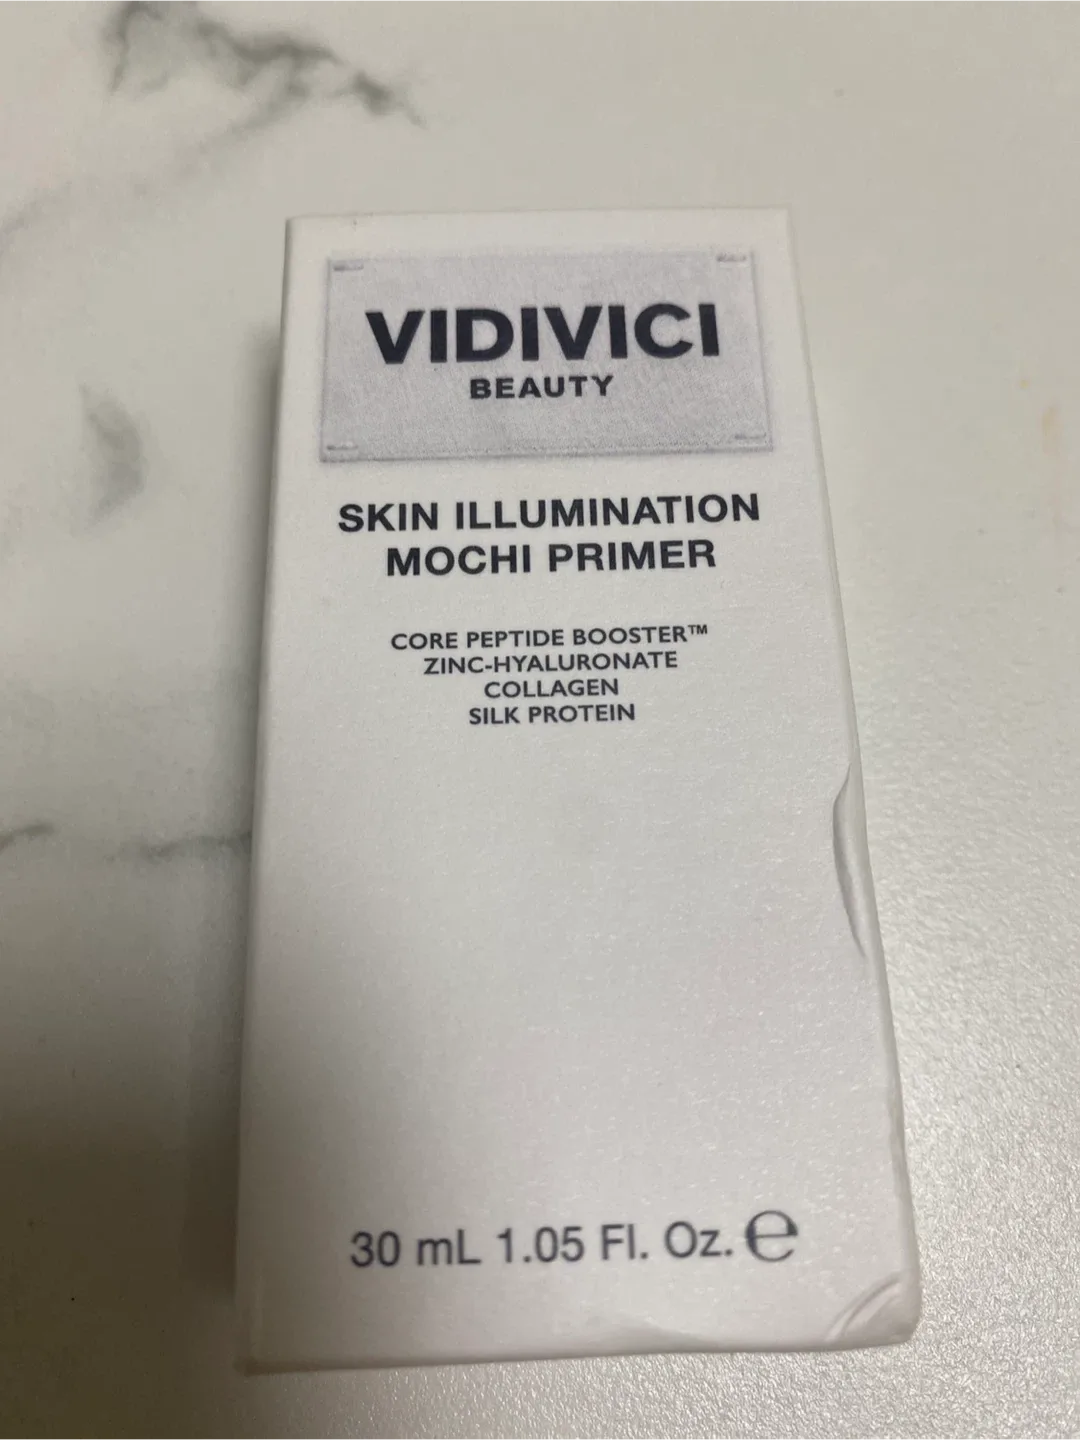 VIDIVICI
BEAUTY
SKIN ILLUMINATION
MOCHI PRIMER
CORE PEPTIDE BOOSTER™
ZINC-HYALURONATE
COLLAGEN
SILK PROTEIN
30 mL 1.05 Fl. Oz. ℮